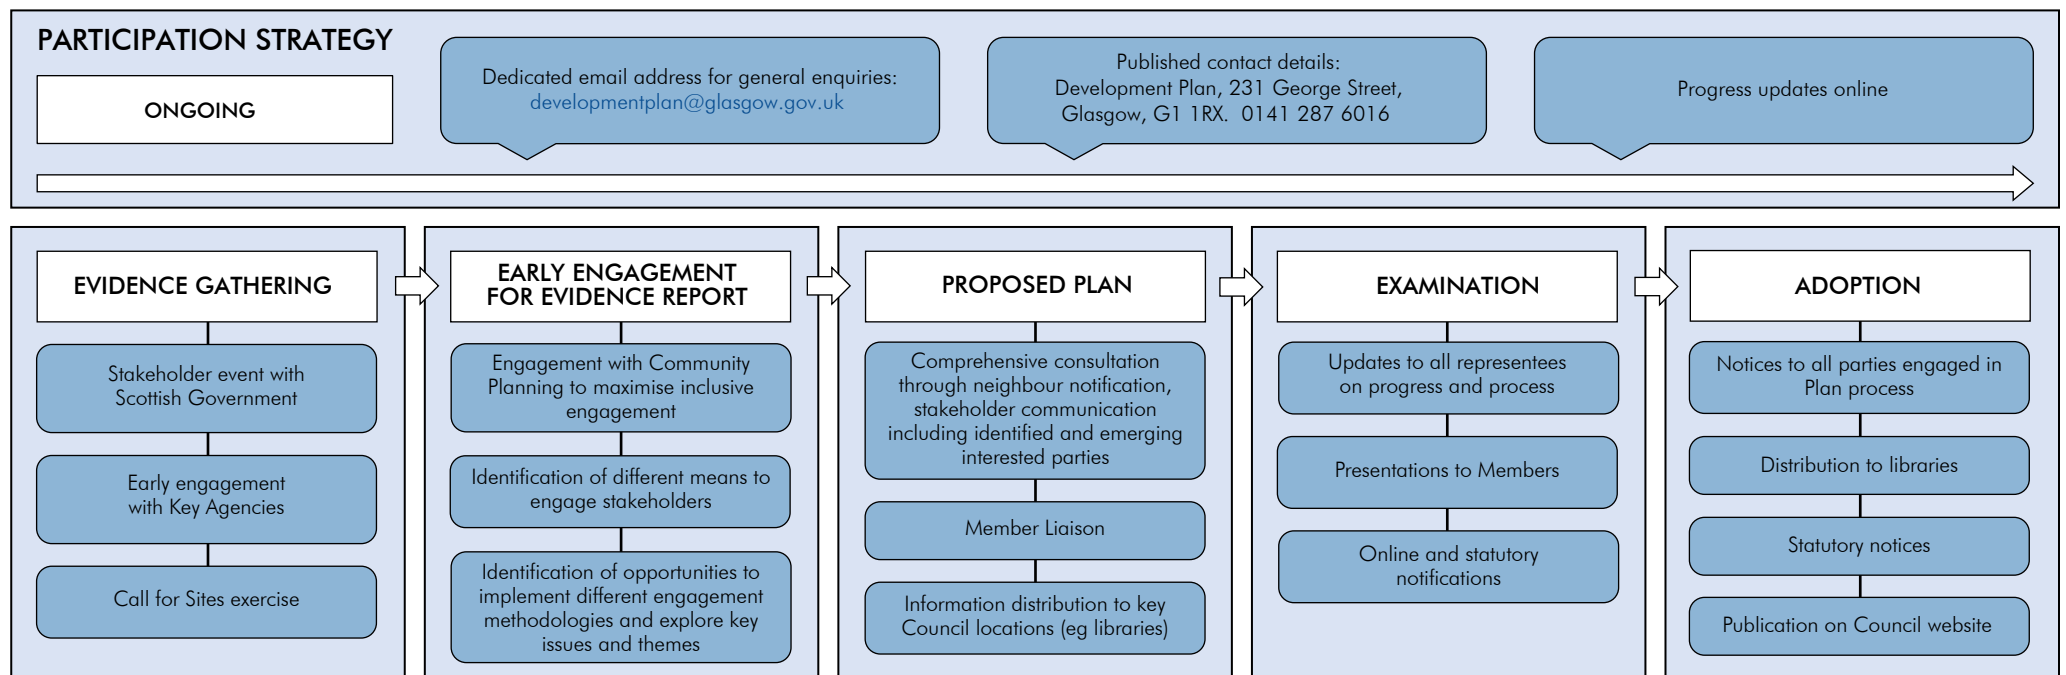 PARTICIPATION STRATEGY
ONGOING
Dedicated email address for general enquiries:
developmentplan@glasgow.gov.uk
Published contact details:
Development Plan, 231 George Street,
Glasgow, G1 1RX. 0141 287 6016
Progress updates online
EVIDENCE GATHERING
Stakeholder event with
Scottish Government
Early engagement
with Key Agencies
Call for Sites exercise
EARLY ENGAGEMENT
FOR EVIDENCE REPORT
Engagement with Community
Planning to maximise inclusive
engagement
Identification of different means to
engage stakeholders
Identification of opportunities to
implement different engagement
methodologies and explore key
issues and themes
PROPOSED PLAN
Comprehensive consultation
through neighbour notification,
stakeholder communication
including identified and emerging
interested parties
Member Liaison
Information distribution to key
Council locations (eg libraries)
EXAMINATION
Updates to all representees
on progress and process
Presentations to Members
Online and statutory
notifications
ADOPTION
Notices to all parties engaged in
Plan process
Distribution to libraries
Statutory notices
Publication on Council website